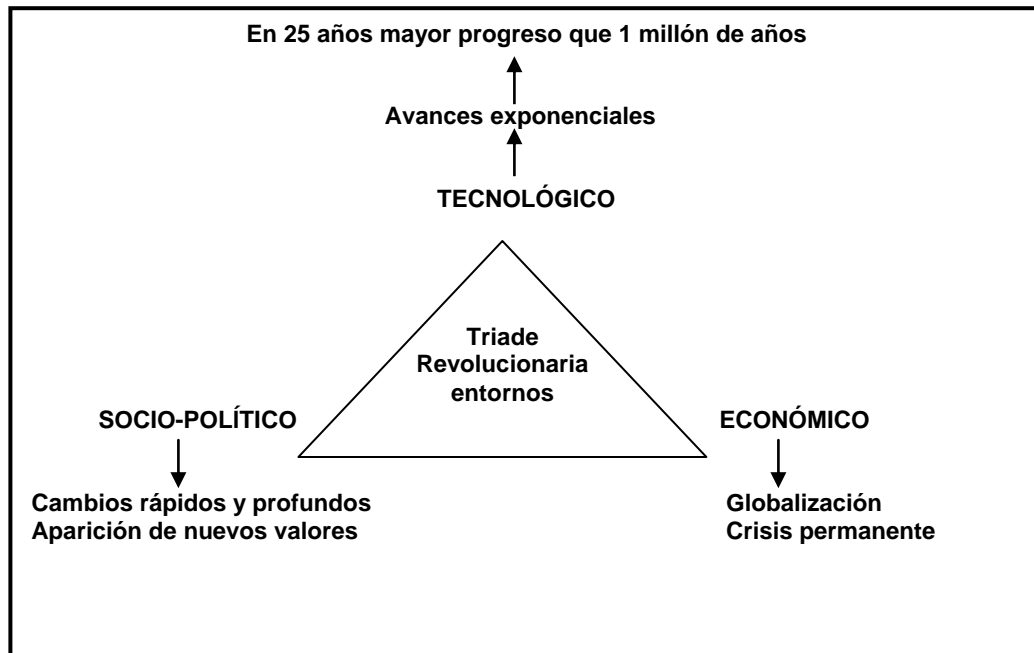 En 25 años mayor progreso que 1 millón de años
Avances exponenciales
TECNOLÓGICO
Triade
Revolucionaria
entornos
SOCIO-POLÍTICO
ECONÓMICO
Cambios rápidos y profundos
Aparición de nuevos valores
Globalización
Crisis permanente